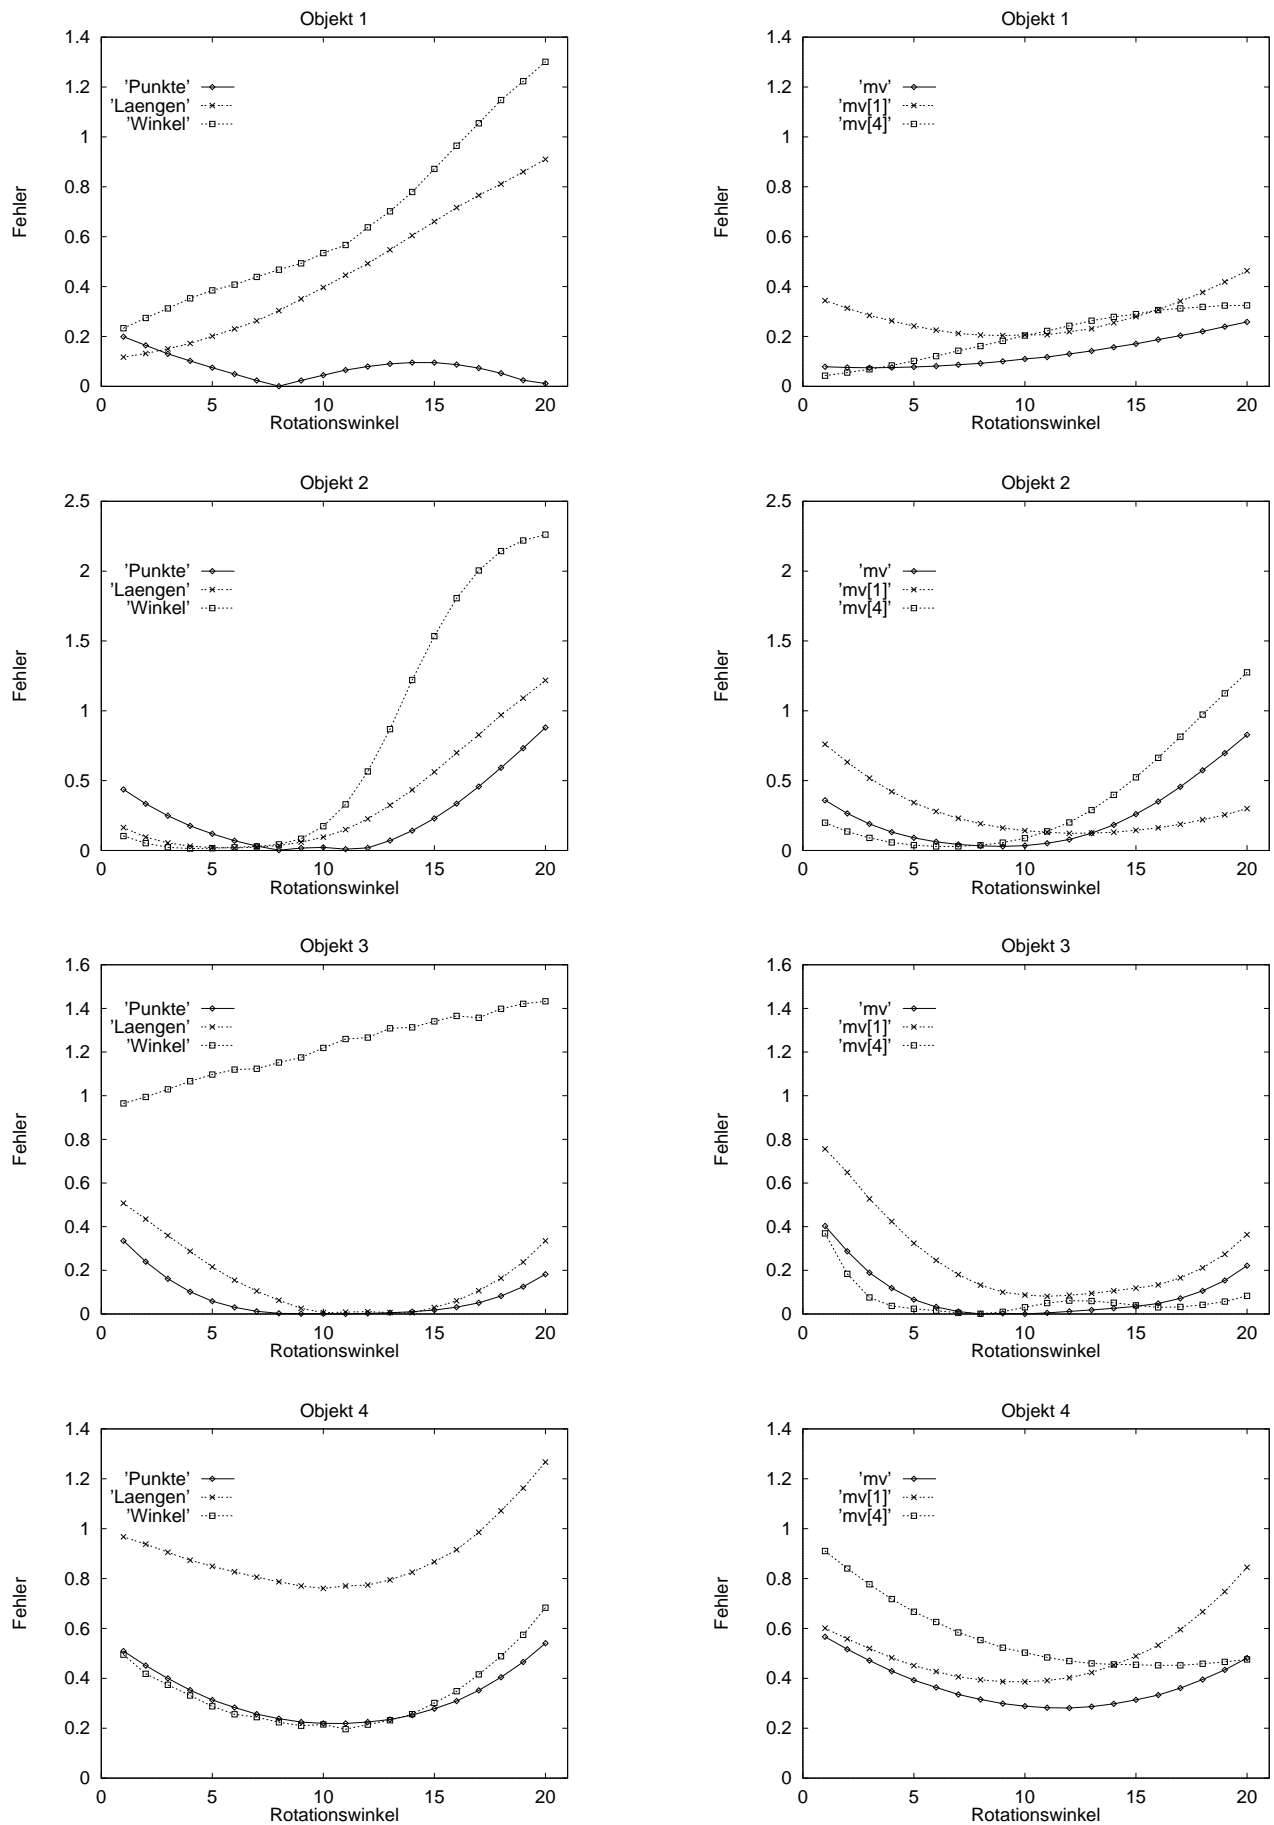 Objekt 1
1.4
1.2
1
0.8
0.6
0.4
0.2
0
0 5 10 15 20
Fehler
Rotationswinkel
'Punkte'
'Laengen'
'Winkel'
Objekt 1
1.4
1.2
1
0.8
0.6
0.4
0.2
0
0 5 10 15 20
Fehler
Rotationswinkel
'mv'
'mv[1]'
'mv[4]'
Objekt 2
2.5
2
1.5
1
0.5
0
0 5 10 15 20
Fehler
Rotationswinkel
'Punkte'
'Laengen'
'Winkel'
Objekt 2
2.5
2
1.5
1
0.5
0
0 5 10 15 20
Fehler
Rotationswinkel
'mv'
'mv[1]'
'mv[4]'
Objekt 3
1.6
1.4
1.2
1
0.8
0.6
0.4
0.2
0
0 5 10 15 20
Fehler
Rotationswinkel
'Punkte'
'Laengen'
'Winkel'
Objekt 3
1.6
1.4
1.2
1
0.8
0.6
0.4
0.2
0
0 5 10 15 20
Fehler
Rotationswinkel
'mv'
'mv[1]'
'mv[4]'
Objekt 4
1.4
1.2
1
0.8
0.6
0.4
0.2
0
0 5 10 15 20
Fehler
Rotationswinkel
'Punkte'
'Laengen'
'Winkel'
Objekt 4
1.4
1.2
1
0.8
0.6
0.4
0.2
0
0 5 10 15 20
Fehler
Rotationswinkel
'mv'
'mv[1]'
'mv[4]'